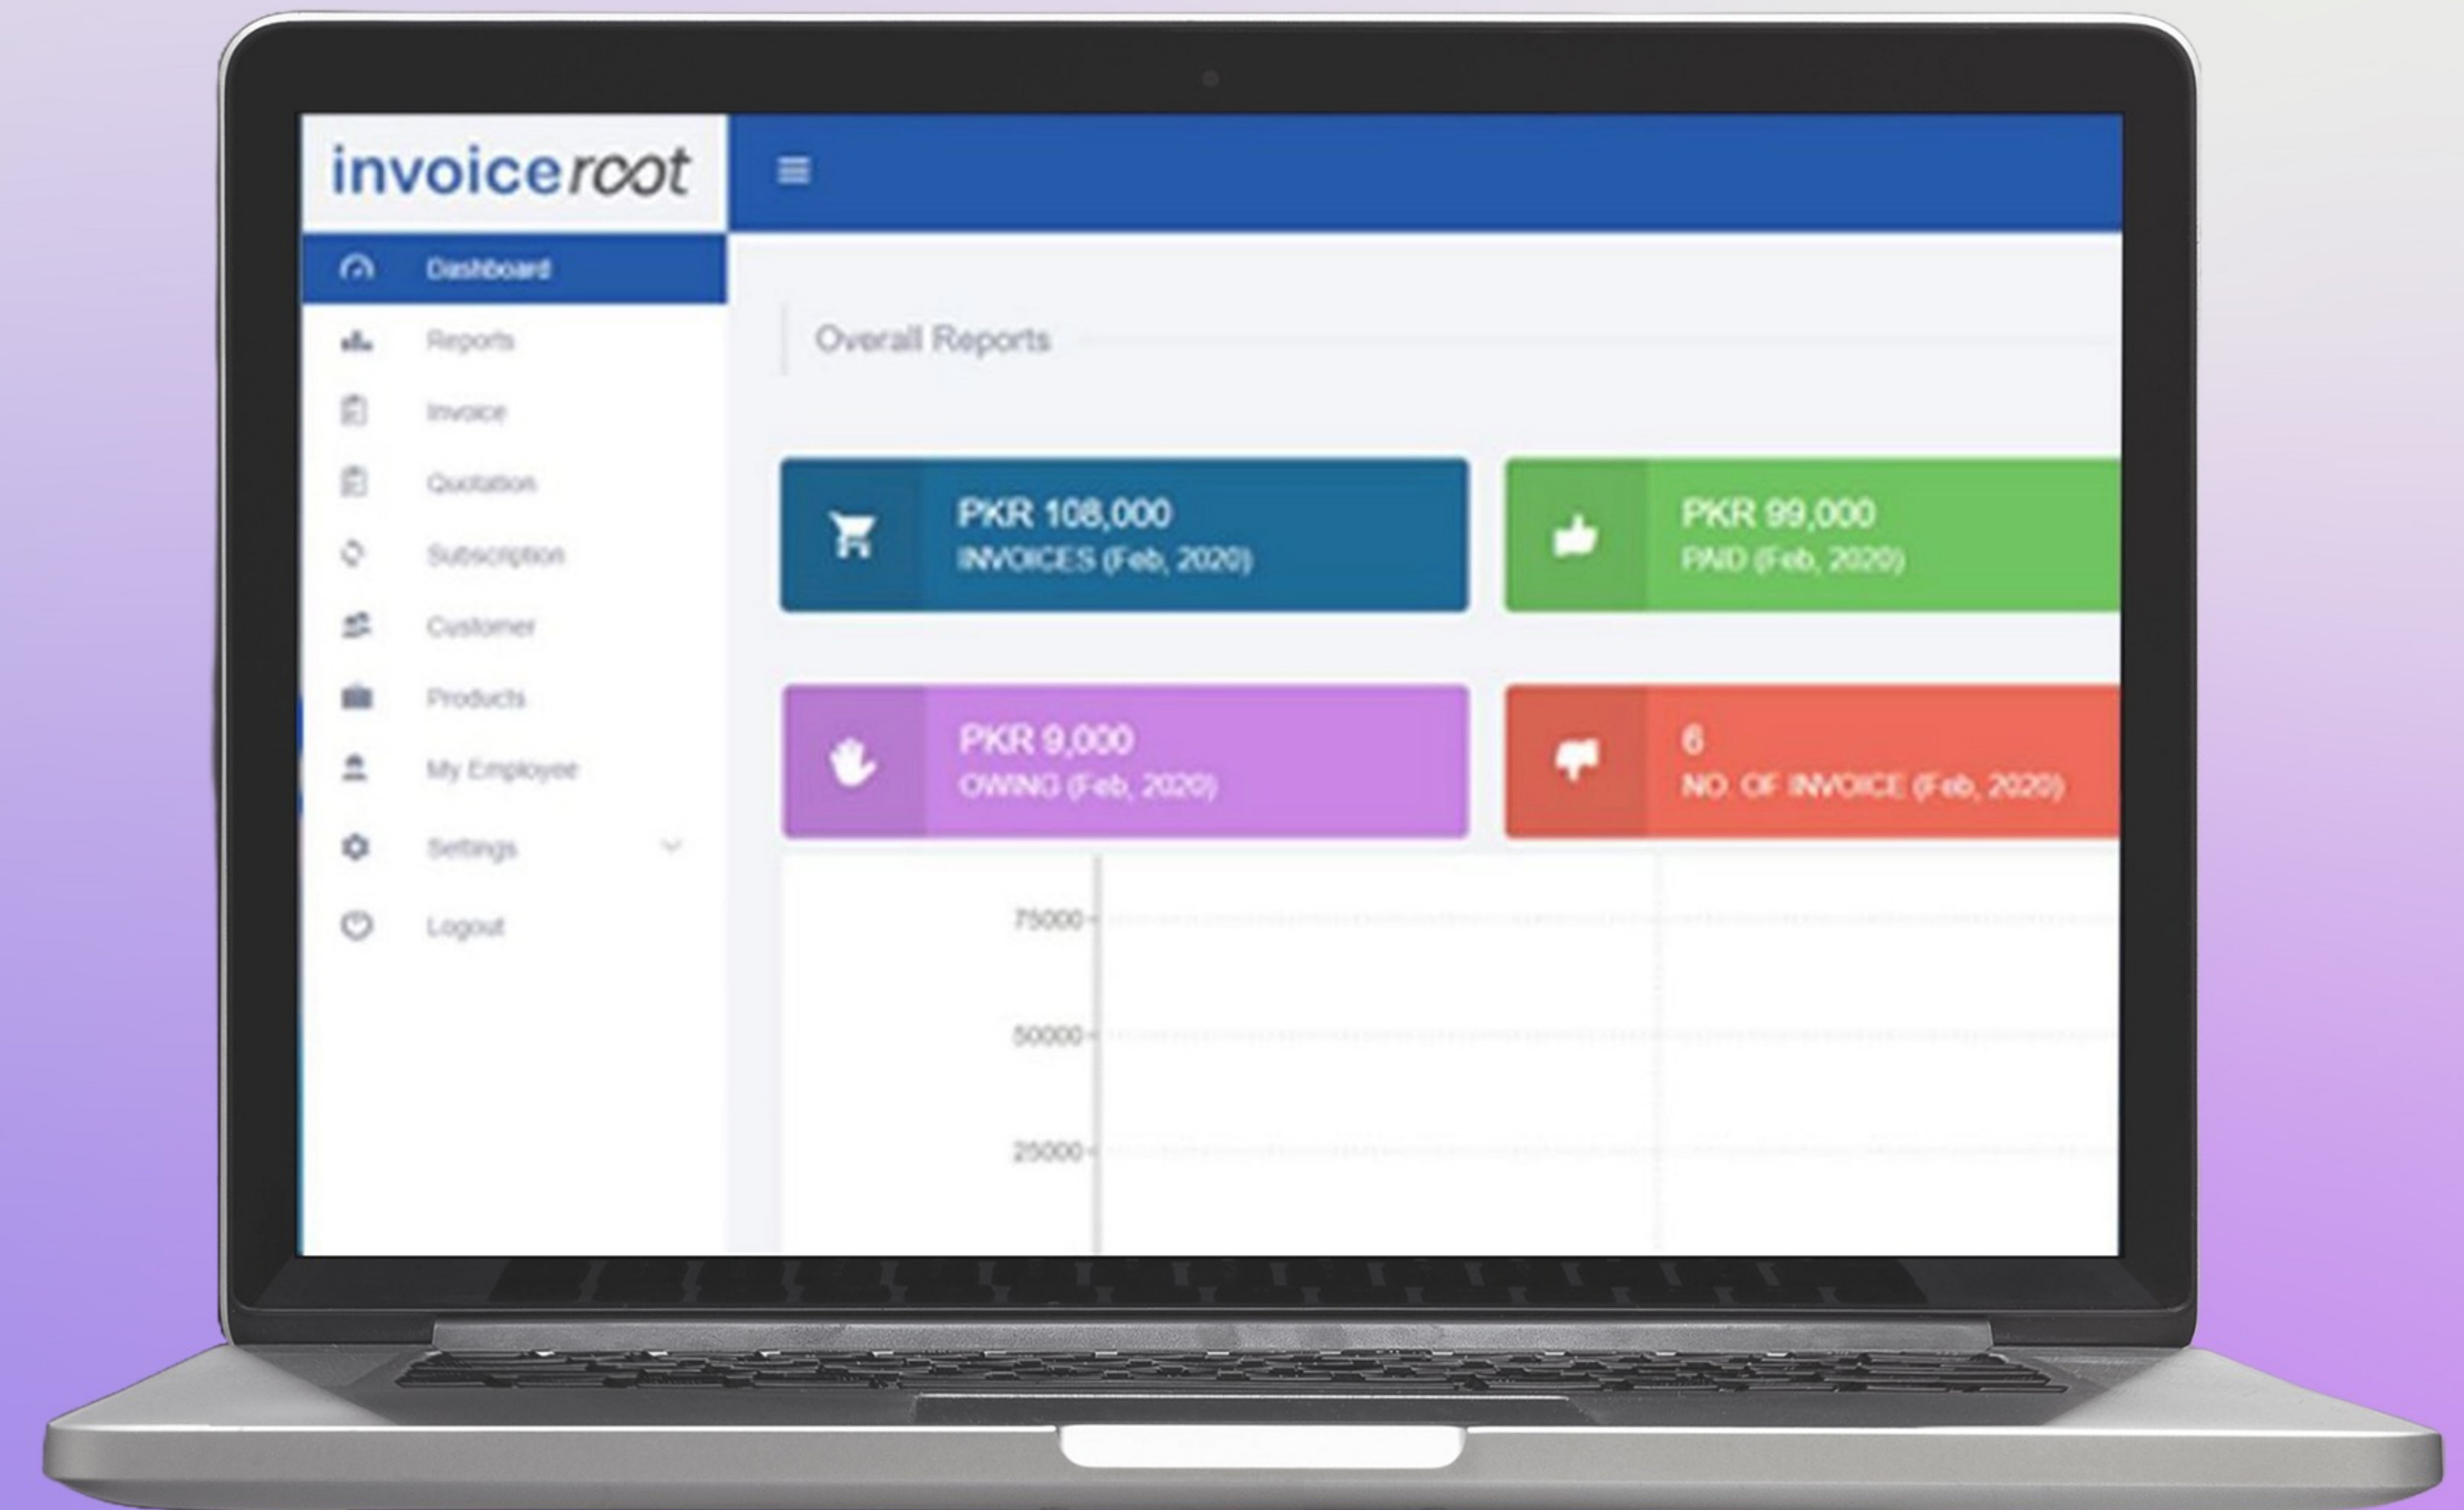 invoiceroot
Dashboard
Reports
Invoice
Quotation
Subscription
Customer
Products
My Employee
Settings
Logout
Overall Reports
PKR 108,000
INVOICES (Feb, 2020)
PKR 99,000
PAID (Feb, 2020)
PKR 9,000
OWING (Feb, 2020)
6
NO. OF INVOICE (Feb, 2020)
75000
50000
25000